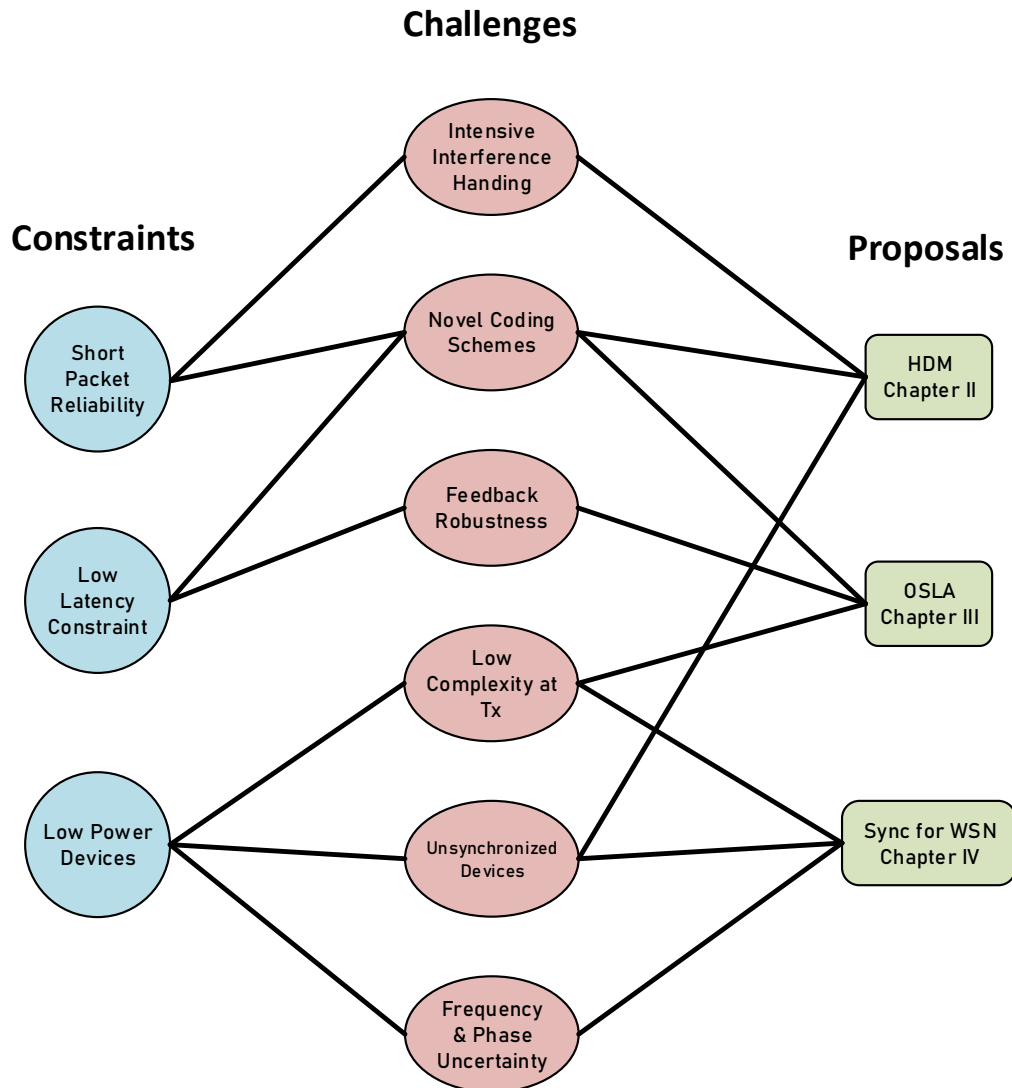 Challenges
Intensive
Interference
Handing
Constraints
Proposals
Short
Packet
Reliability
Novel Coding
Schemes
HDM
Chapter II
Feedback
Robustness
Low
Latency
Constraint
OSLA
Chapter III
Low
Complexity at
Tx
Low Power
Devices
Unsynchronized
Devices
Sync for WSN
Chapter IV
Frequency
& Phase
Uncertainty